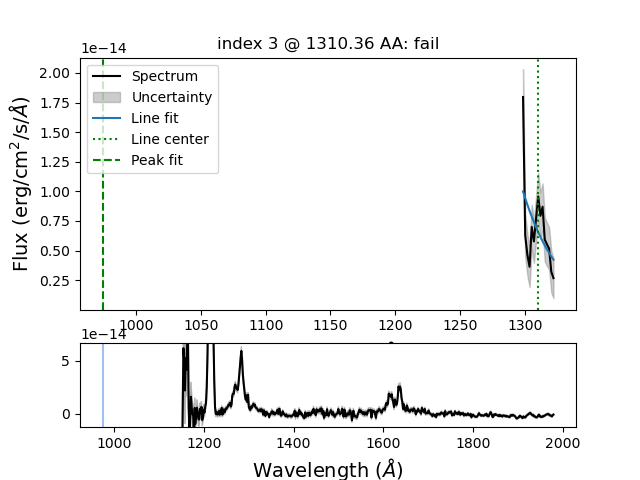 index 3 @ 1310.36 AA: fail
1e−14
Spectrum
Uncertainty
Line fit
Line center
Peak fit
2.00
1.75
1.50
1.25
1.00
0.75
0.50
0.25
Flux (erg/cm²/s/Å)
1000 1050 1100 1150 1200 1250 1300
1e−14
5
0
1000 1200 1400 1600 1800 2000
Wavelength (Å)